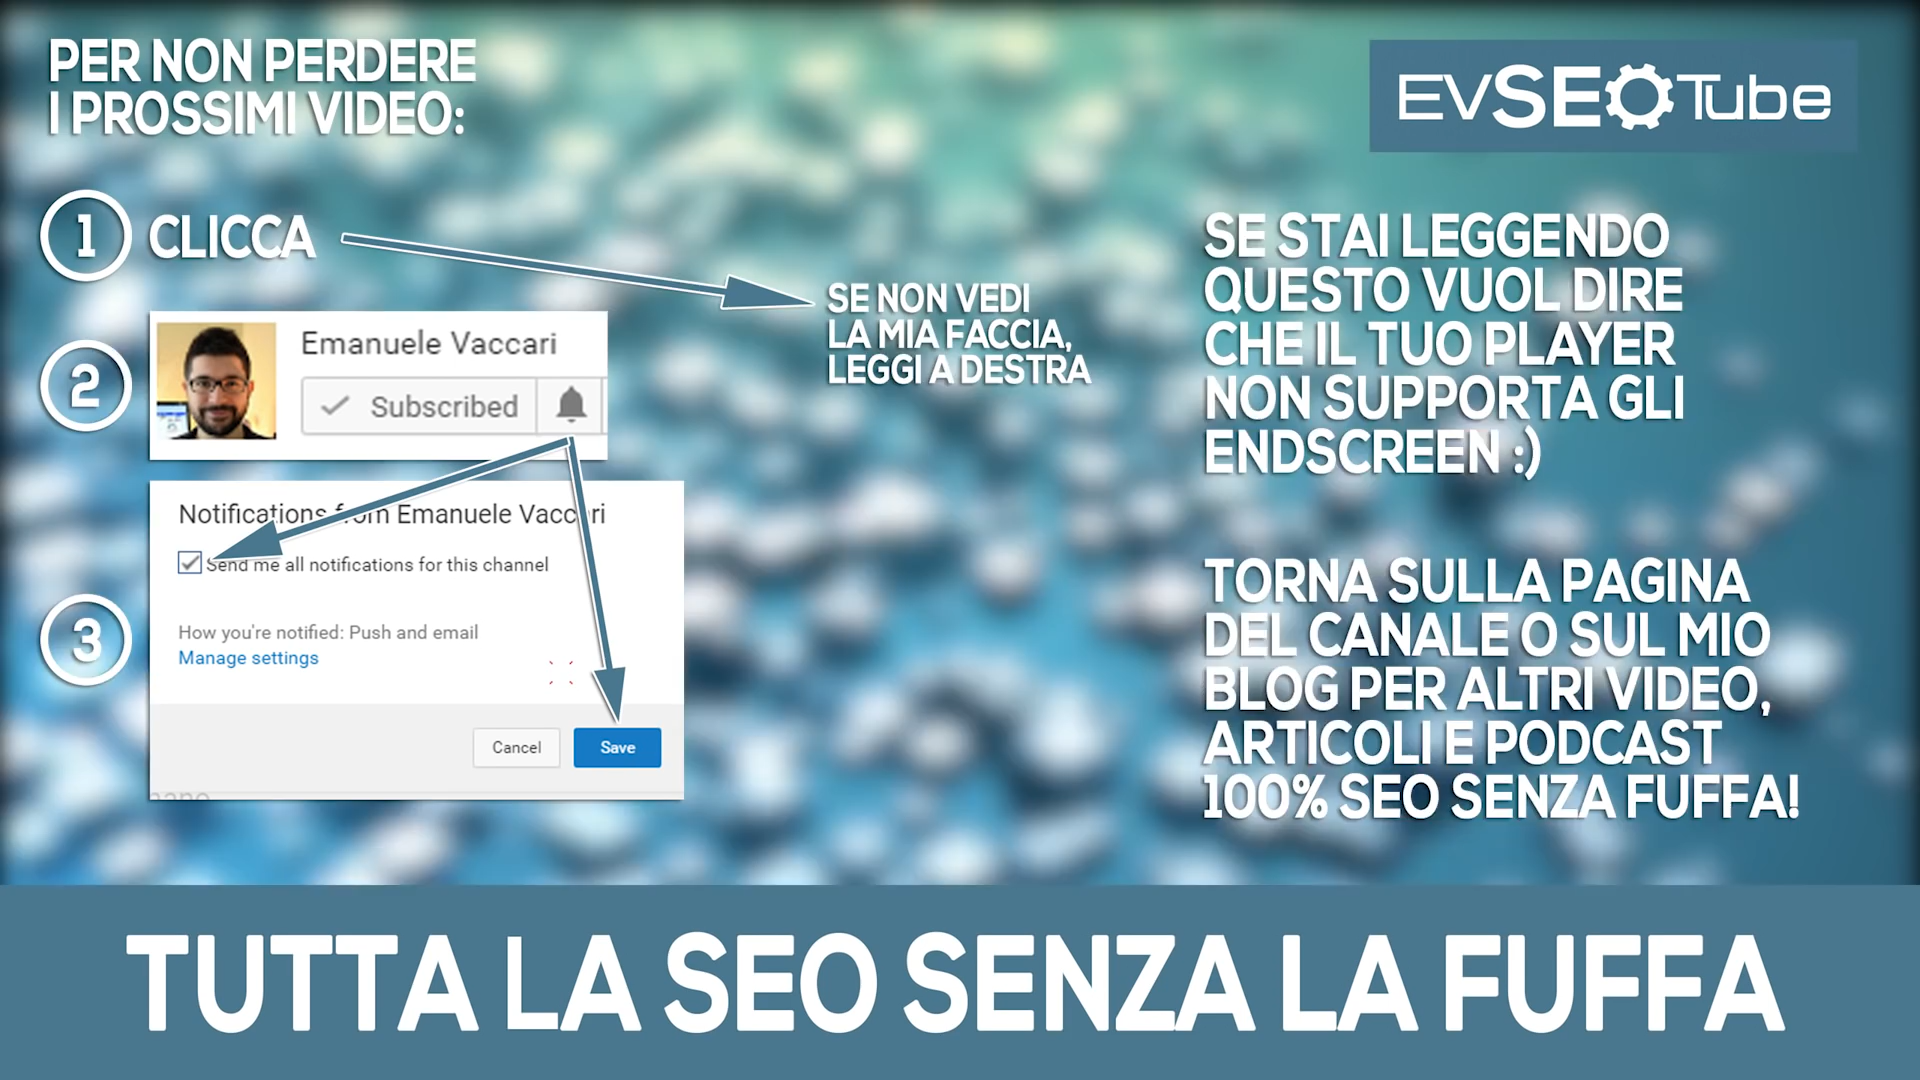 PER NON PERDERE
I PROSSIMI VIDEO:
1 CLICCA
SE NON VEDI
LA MIA FACCIA,
LEGGI A DESTRA
2
Emanuele Vaccari
Subscribed
3
Notifications from Emanuele Vaccari
Send me all notifications for this channel
How you're notified: Push and email
Manage settings
Cancel Save
EVSEOTube
SE STAI LEGGENDO
QUESTO VUOL DIRE
CHE IL TUO PLAYER
NON SUPPORTA GLI
ENDSCREEN :)
TORNA SULLA PAGINA
DEL CANALE O SUL MIO
BLOG PER ALTRI VIDEO,
ARTICOLI E PODCAST
100% SEO SENZA FUFFA!
TUTTA LA SEO SENZA LA FUFFA